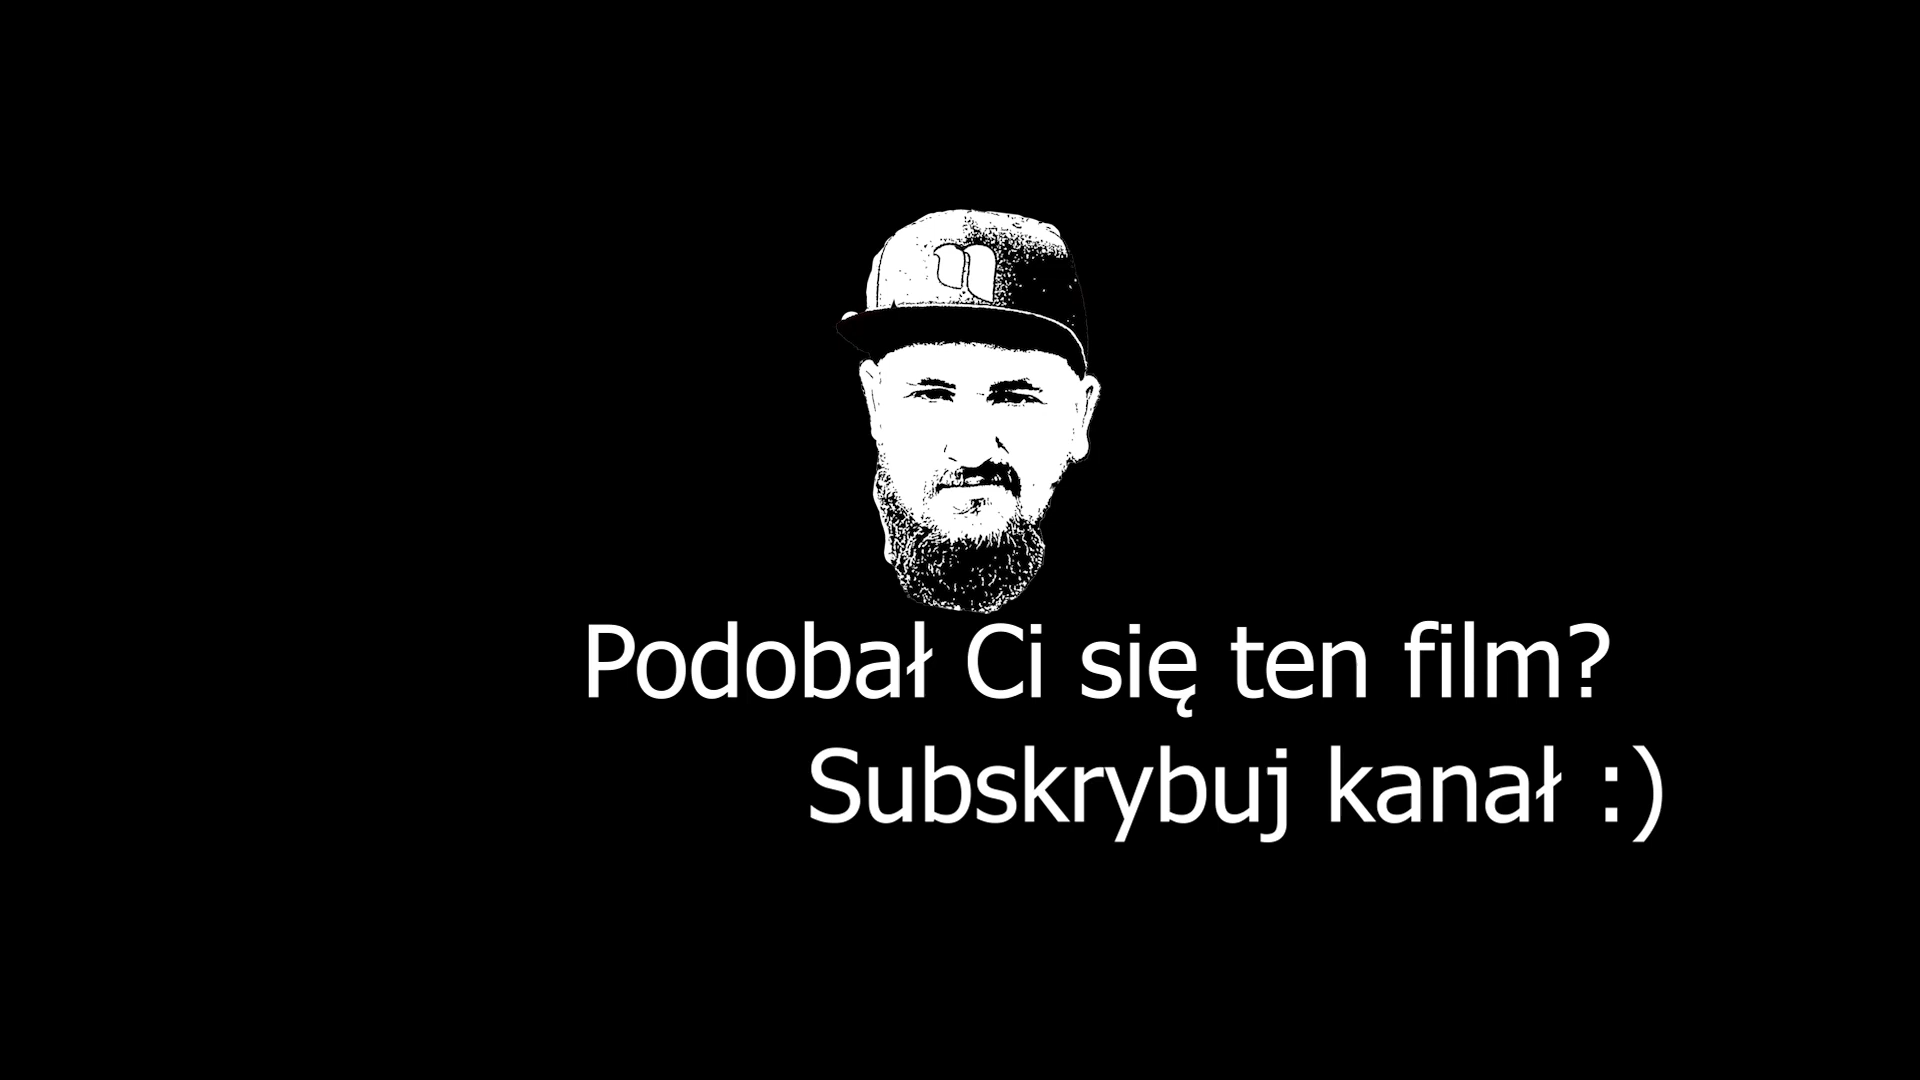 Podobał Ci się ten film?
Subskrybuj kanał :)